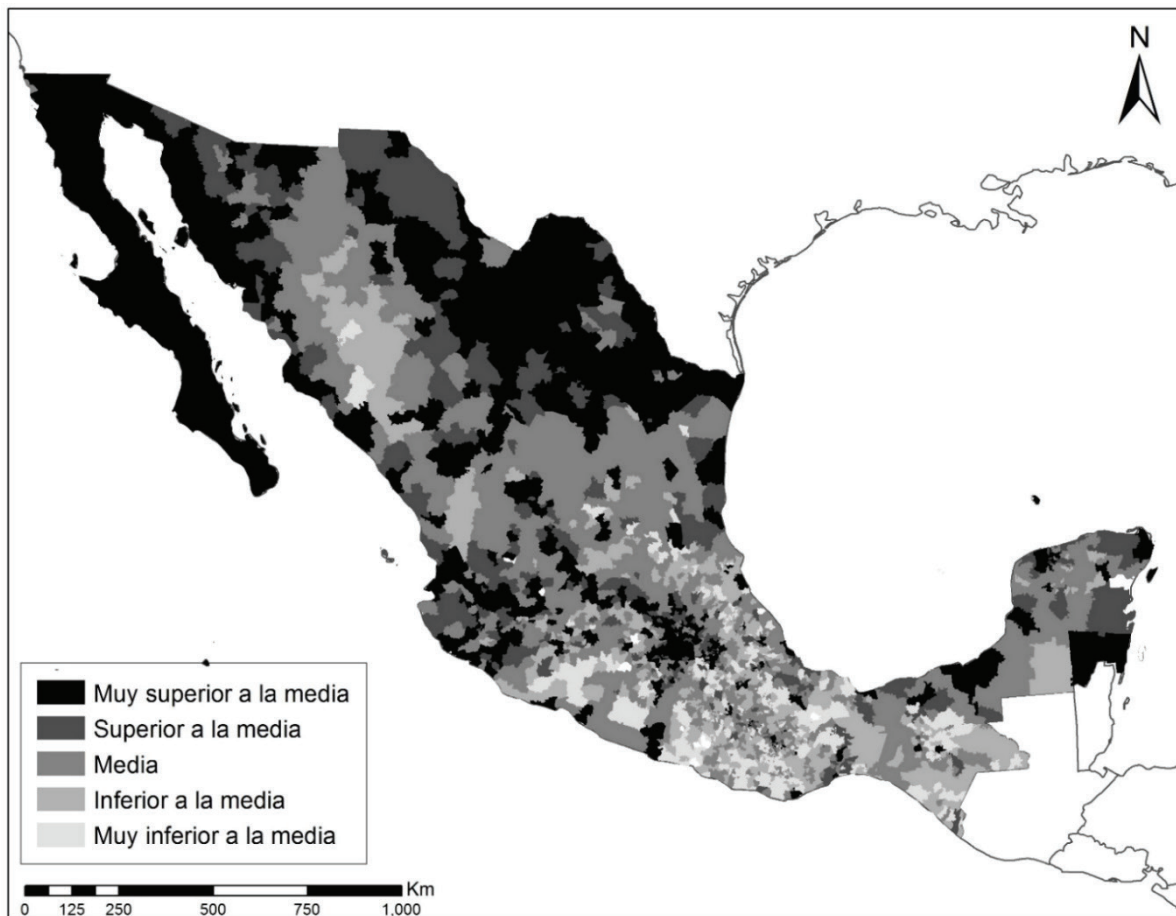 N
Muy superior a la media
Superior a la media
Media
Inferior a la media
Muy inferior a la media
Km
0 125 250 500 750 1,000